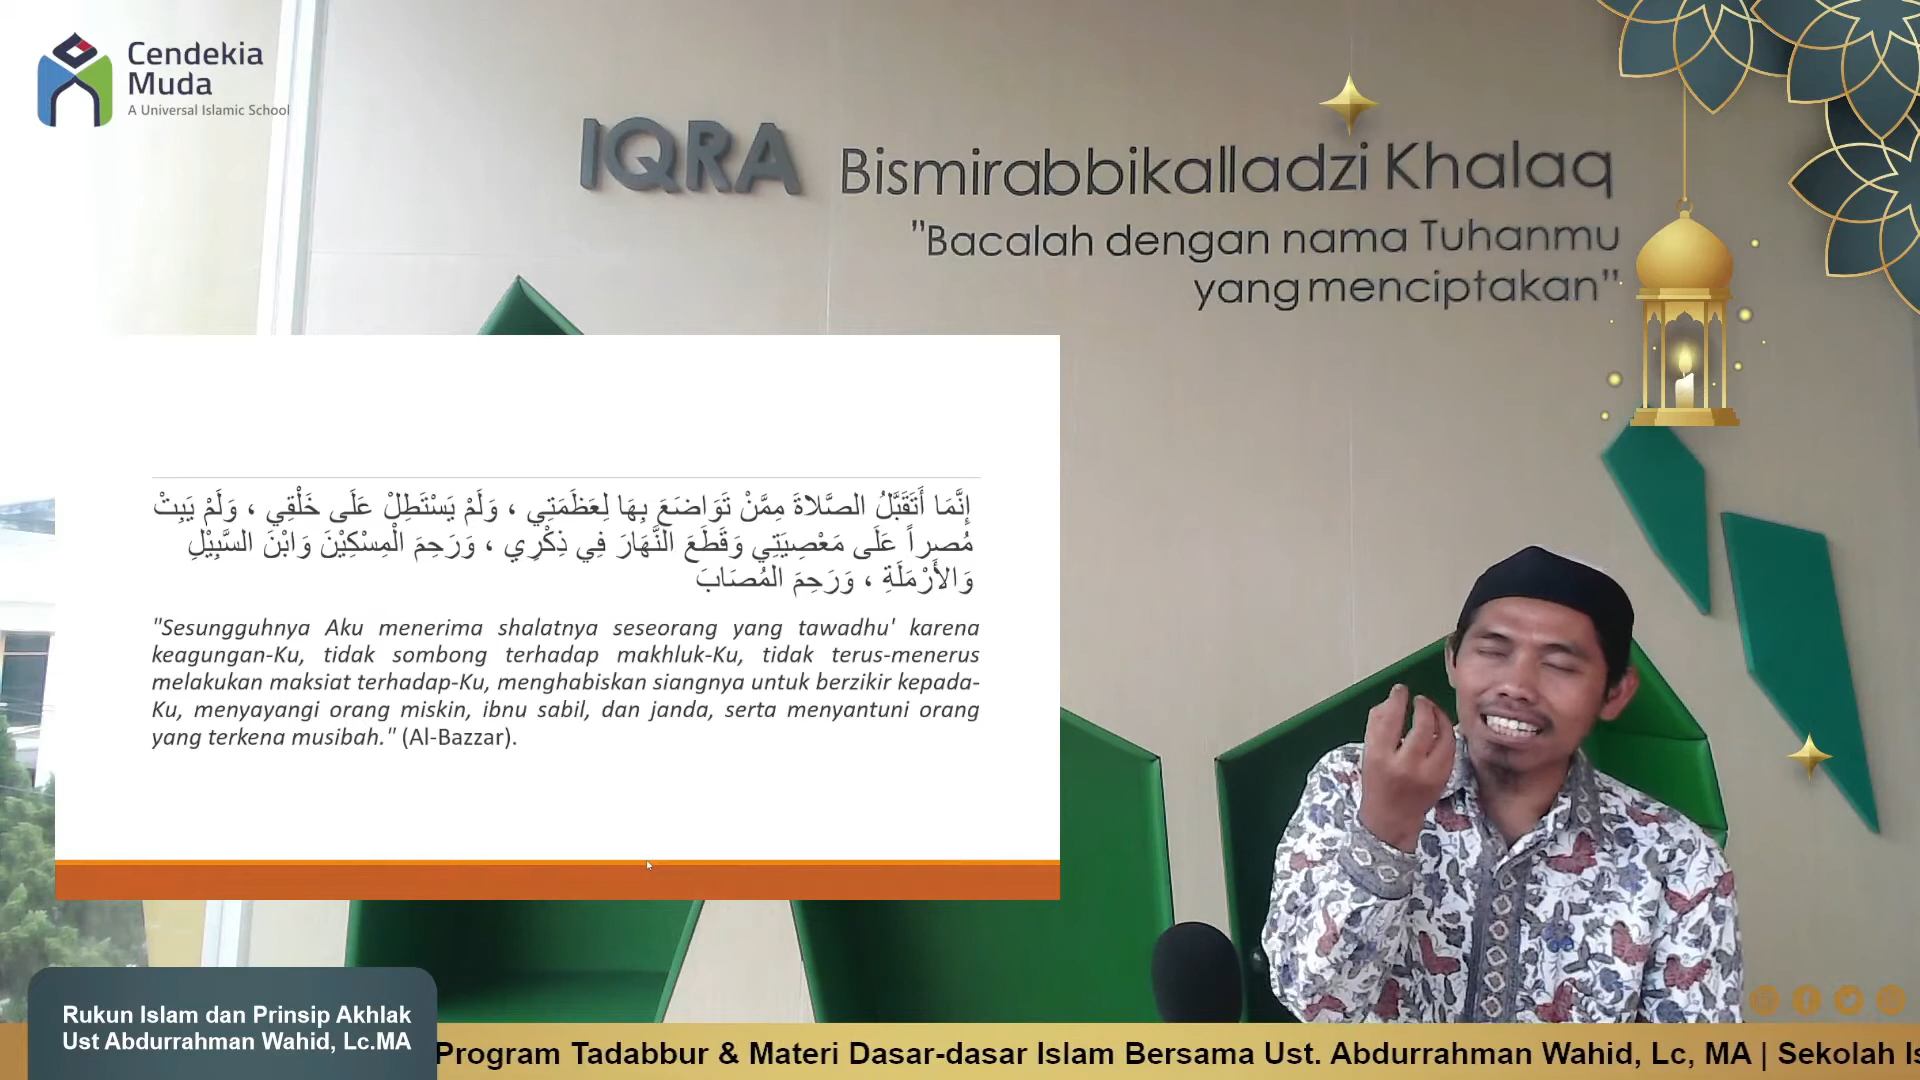 Cendekia
Muda
A Universal Islamic School
IQRA Bismirabbikalladzi Khalaq
"Bacalah dengan nama Tuhanmu
yang menciptakan"
إِنَّمَا أَتَقَبَّلُ الصَّلاةَ مِمَّنْ تَوَاضَعَ بِهَا لِعَظَمَتِي ، وَلَمْ يَسْتَطِلْ عَلَى خَلْقِي ، وَلَمْ يَبِتْ
مُصراً عَلَى مَعْصِيَتِي وَقَطَعَ النَّهَارَ فِي ذِكْرِي ، وَرَحِمَ الْمِسْكِيْنَ وَابْنَ السَّبِيْلِ
وَالأَرْمَلَةِ ، وَرَحِمَ المُصَابَ
"Sesungguhnya Aku menerima shalatnya seseorang yang tawadhu' karena
keagungan-Ku, tidak sombong terhadap makhluk-Ku, tidak terus-menerus
melakukan maksiat terhadap-Ku, menghabiskan siangnya untuk berzikir kepada-
Ku, menyayangi orang miskin, ibnu sabil, dan janda, serta menyantuni orang
yang terkena musibah." (Al-Bazzar).
Rukun Islam dan Prinsip Akhlak
Ust Abdurrahman Wahid, Lc.MA
Program Tadabbur & Materi Dasar-dasar Islam Bersama Ust. Abdurrahman Wahid, Lc, MA | Sekolah Is